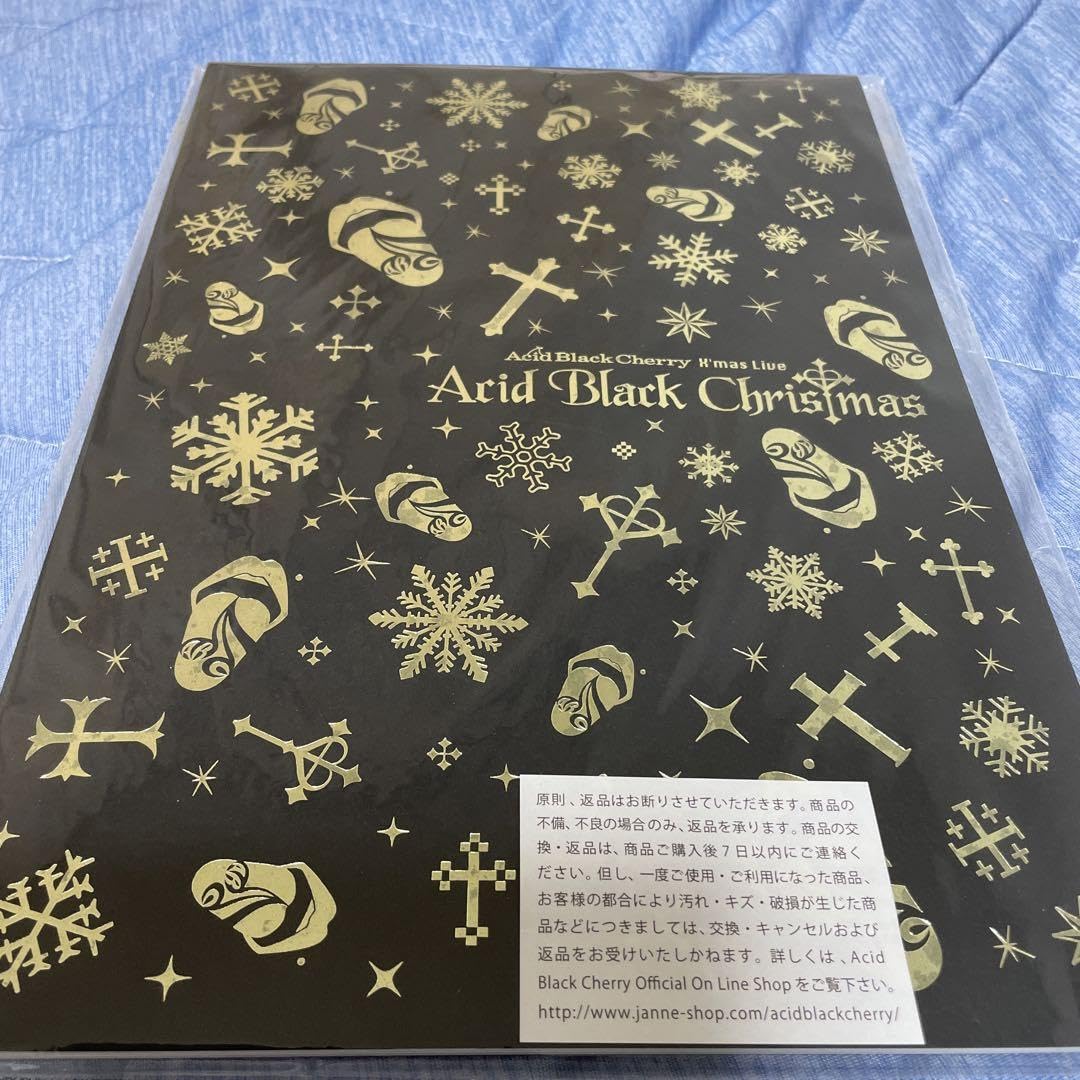 Acid Black Cherry X'mas Live
Acid Black Christmas
原則、返品はお断りさせていただきます。商品の
不備、不良の場合のみ、返品を承ります。商品の交
換・返品は、商品ご購入後７日以内にご連絡く
ださい。但し、一度ご使用・ご利用になった商品、
お客様の都合により汚れ・キズ・破損が生じた商
品などにつきましては、交換・キャンセルおよび
返品をお受けいたしかねます。詳しくは、Acid
Black Cherry Official On Line Shop をご覧下さい。
http://www.janne-shop.com/acidblackcherry/